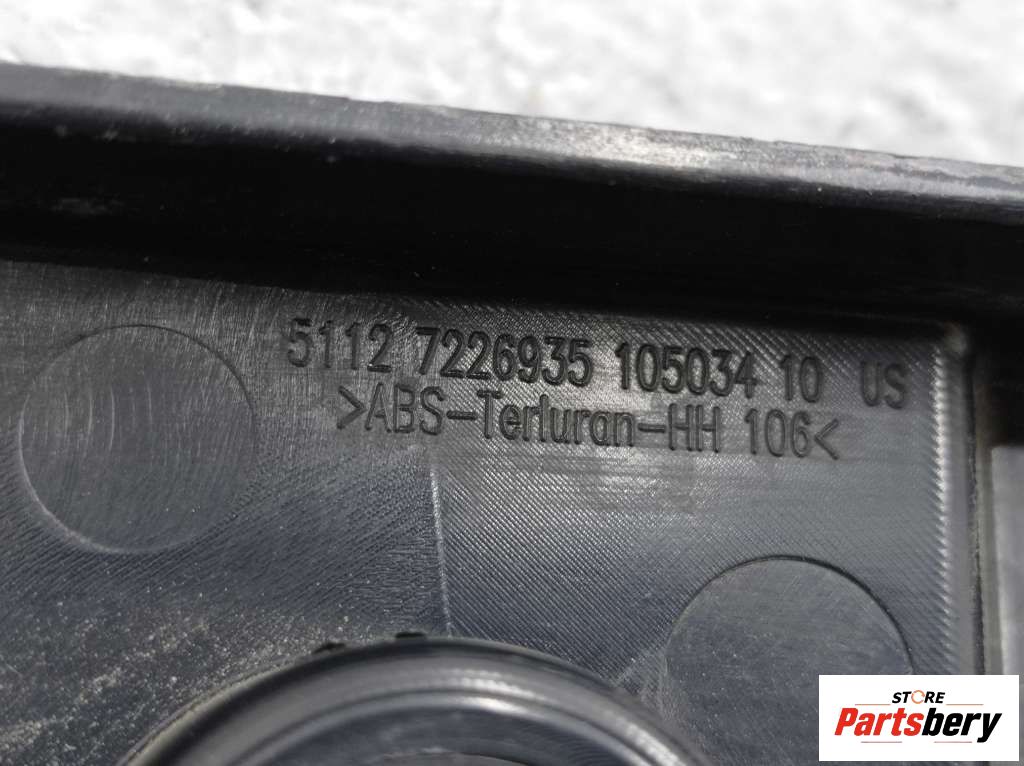 5112 7226935 105034 10 US
>ABS-Terluran-HH 106<
STORE
Partsbery